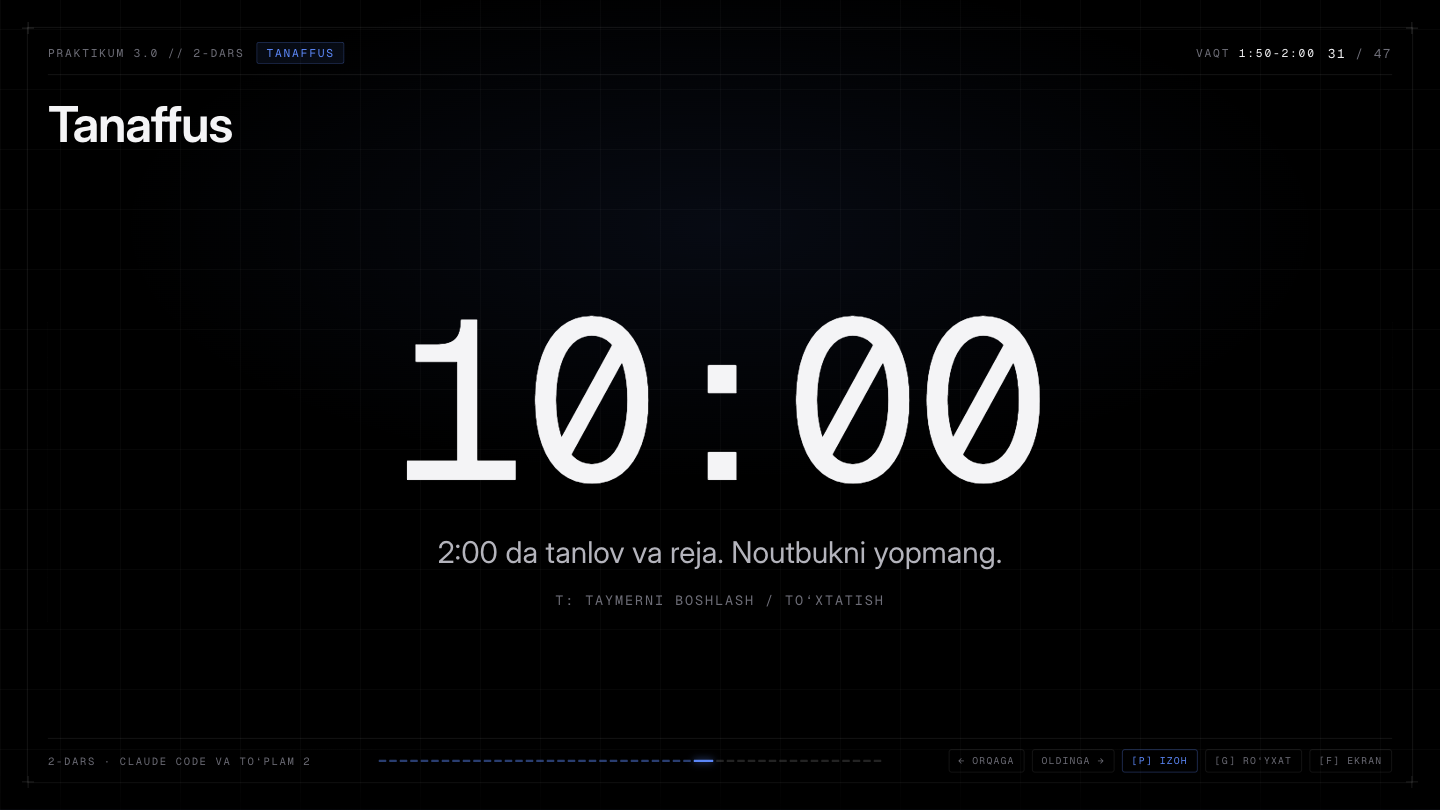 PRAKTIKUM 3.0 // 2-DARS TANAFFUS
VAQT 1:50-2:00 31 / 47
Tanaffus
10:00
2:00 da tanlov va reja. Noutbukni yopmang.
T: TAYMERNI BOSHLASH / TO‘XTATISH
2-DARS · CLAUDE CODE VA TO‘PLAM 2
← ORQAGA
OLDINGA →
[P] IZOH
[G] RO‘YXAT
[F] EKRAN